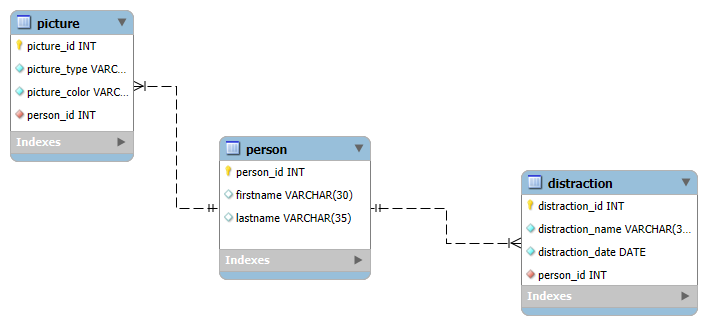 picture
picture_id INT
picture_type VARC...
picture_color VARC...
person_id INT
Indexes
person
person_id INT
firstname VARCHAR(30)
lastname VARCHAR(35)
Indexes
distraction
distraction_id INT
distraction_name VARCHAR(3...
distraction_date DATE
person_id INT
Indexes